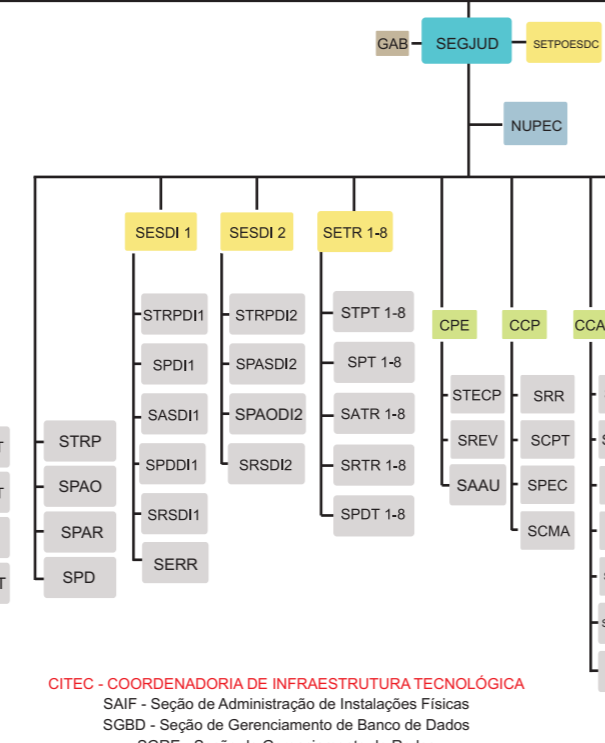 GAB
SEGJUD
SETPOESDC
NUPEC
SESDI 1
SESDI 2
SETR 1-8
CPE
CCP
CCA
STRPDI1
SPDI1
SASDI1
SPDDI1
SRSDI1
SERR
STRPDI2
SPASDI2
SPAODI2
SRSDI2
STPT 1-8
SPT 1-8
SATR 1-8
SRTR 1-8
SPDT 1-8
STECP
SREV
SAAU
SRR
SCPT
SPEC
SCMA
STRP
SPAO
SPAR
SPD
CITEC - COORDENADORIA DE INFRAESTRUTURA TECNOLÓGICA
SAIF - Seção de Administração de Instalações Físicas
SGBD - Seção de Gerenciamento de Banco de Dados